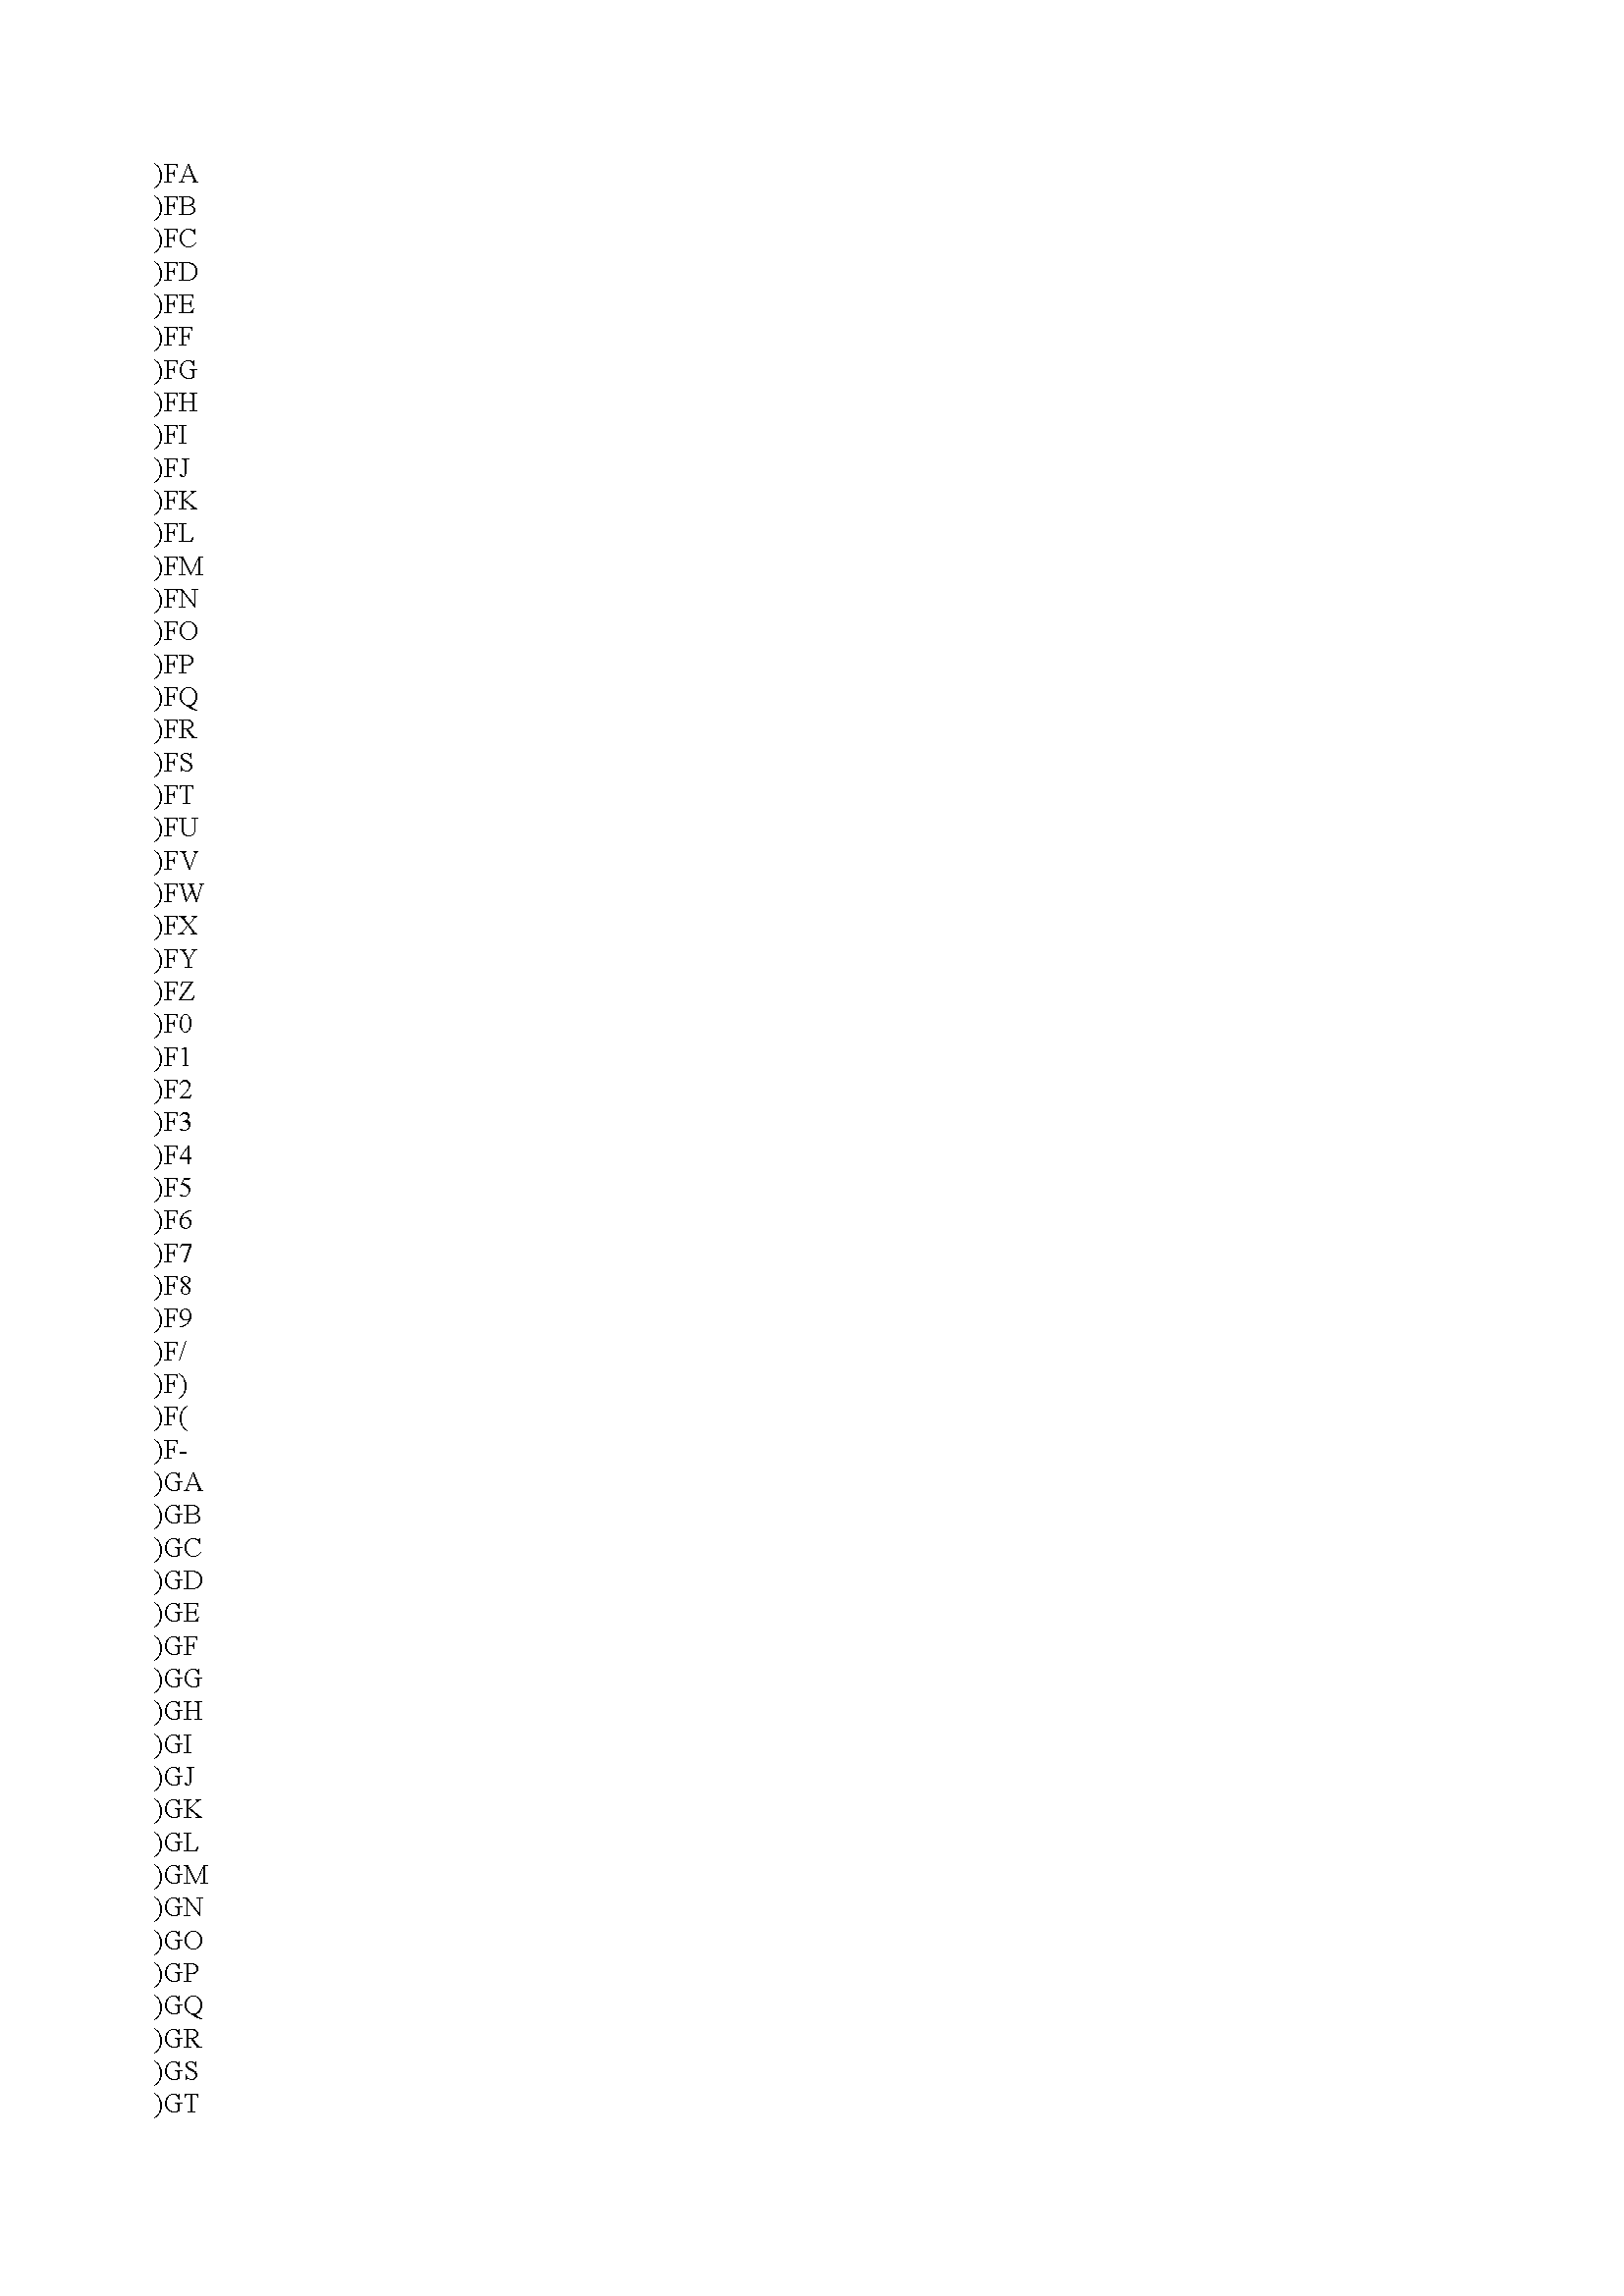 )FA
)FB
)FC
)FD
)FE
)FF
)FG
)FH
)FI
)FJ
)FK
)FL
)FM
)FN
)FO
)FP
)FQ
)FR
)FS
)FT
)FU
)FV
)FW
)FX
)FY
)FZ
)F0
)F1
)F2
)F3
)F4
)F5
)F6
)F7
)F8
)F9
)F/
)F)
)F(
)F-
)GA
)GB
)GC
)GD
)GE
)GF
)GG
)GH
)GI
)GJ
)GK
)GL
)GM
)GN
)GO
)GP
)GQ
)GR
)GS
)GT